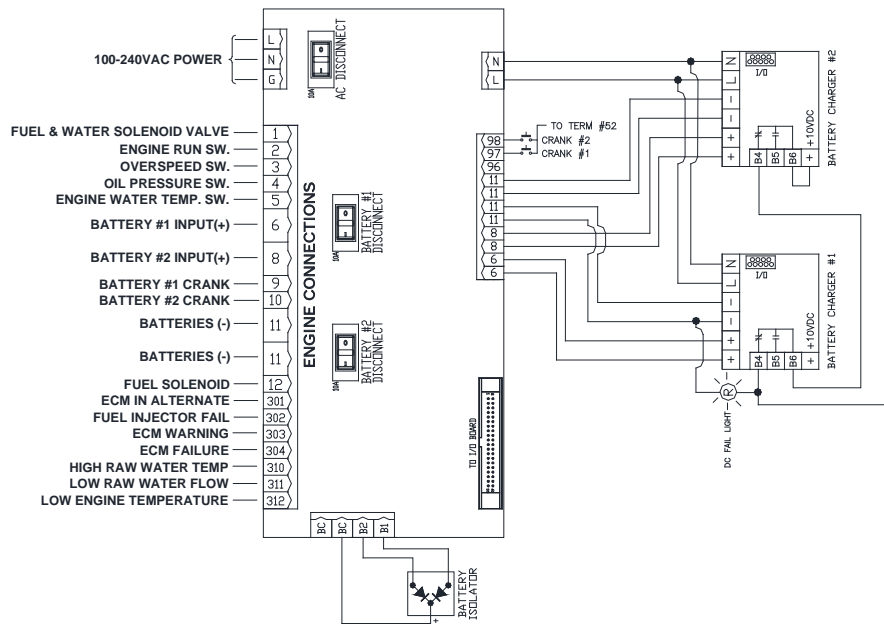 100-240VAC POWER
L
N
G
10A
AC DISCONNECT
FUEL & WATER SOLENOID VALVE
1
ENGINE RUN SW.
2
OVERSPEED SW.
3
OIL PRESSURE SW.
4
ENGINE WATER TEMP. SW.
5
BATTERY #1 INPUT(+)
6
BATTERY #2 INPUT(+)
8
BATTERY #1 CRANK
9
BATTERY #2 CRANK
10
BATTERIES (-)
11
BATTERIES (-)
11
FUEL SOLENOID
12
ECM IN ALTERNATE
301
FUEL INJECTOR FAIL
302
ECM WARNING
303
ECM FAILURE
304
HIGH RAW WATER TEMP
310
LOW RAW WATER FLOW
311
LOW ENGINE TEMPERATURE
312
ENGINE CONNECTIONS
10A
BATTERY #1
DISCONNECT
10A
BATTERY #2
DISCONNECT
N
L
98
97
96
11
11
11
11
8
8
6
6
TO TERM #52
CRANK #2
CRANK #1
TO I/O BOARD
BC
BC
B2
B1
BATTERY
ISOLATOR
+
N
L
-
-
+
+
I/O
B4
B5
B6
+
+10VDC
BATTERY CHARGER #2
N
L
-
-
+
+
I/O
B4
B5
B6
+
+10VDC
BATTERY CHARGER #1
R
DC FAIL LIGHT